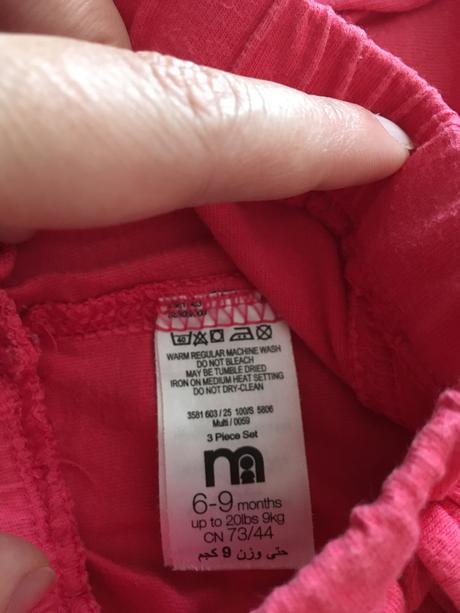 40
WARM REGULAR MACHINE WASH
DO NOT BLEACH
MAY BE TUMBLE DRIED
IRON ON MEDIUM HEAT SETTING
DO NOT DRY-CLEAN
3581 603 / 25 100/S 5806
Multi / 0059
3 Piece Set
m
6-9 months
up to 20lbs 9kg
CN 73/44
حتى وزن 9 كجم